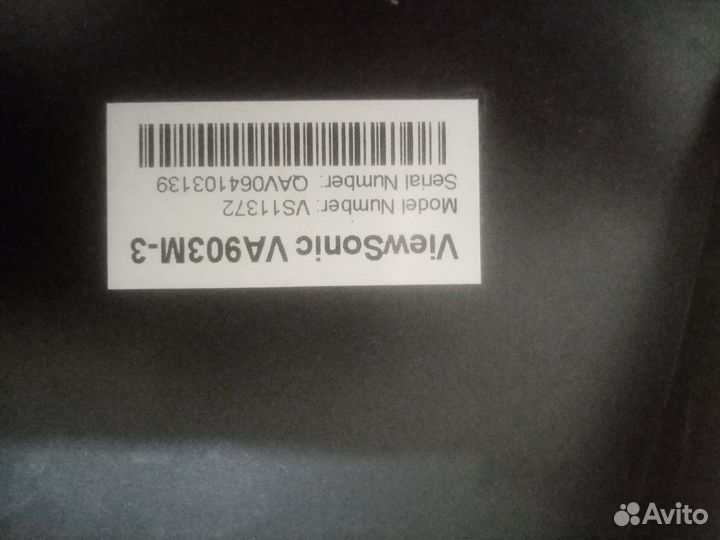 ViewSonic VA903M-3
Model Number: VS11372
Serial Number: QAV064103139
Avito